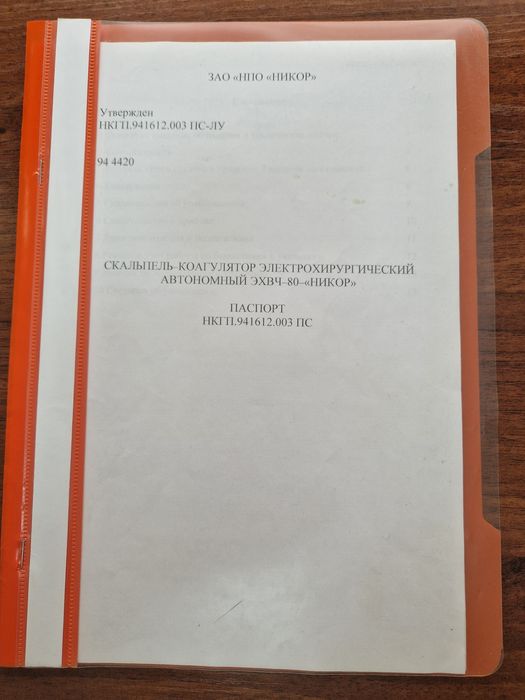 ЗАО «НПО «НИКОР»
Утвержден
НКГП.941612.003 ПС-ЛУ
94 4420
СКАЛЬПЕЛЬ–КОАГУЛЯТОР ЭЛЕКТРОХИРУРГИЧЕСКИЙ
АВТОНОМНЫЙ ЭХВЧ–80–«НИКОР»
ПАСПОРТ
НКГП.941612.003 ПС